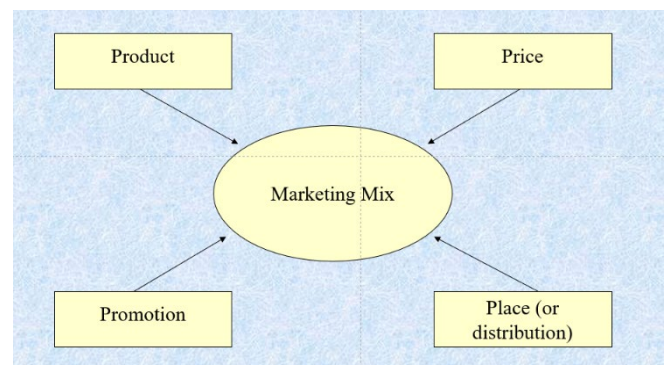 Product
Price
Marketing Mix
Promotion
Place (or
distribution)